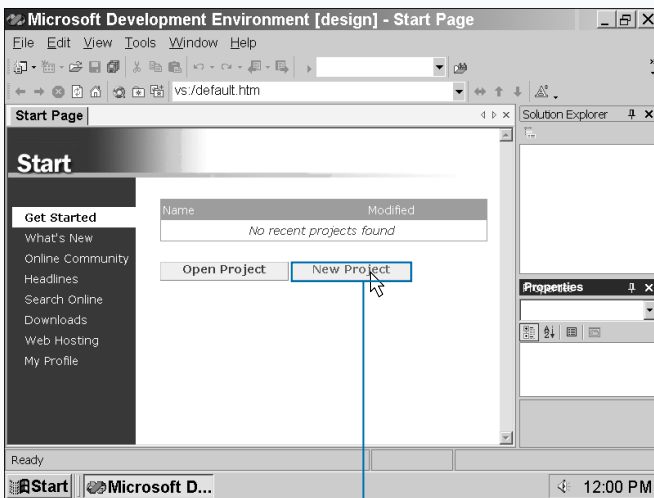 Microsoft Development Environment [design] - Start Page
File Edit View Tools Window Help
vs:/default.htm
Start Page
Solution Explorer
Start
Get Started
What's New
Online Community
Headlines
Search Online
Downloads
Web Hosting
My Profile
Name Modified
No recent projects found
Open Project New Project
Properties
Ready
Start Microsoft D... 12:00 PM